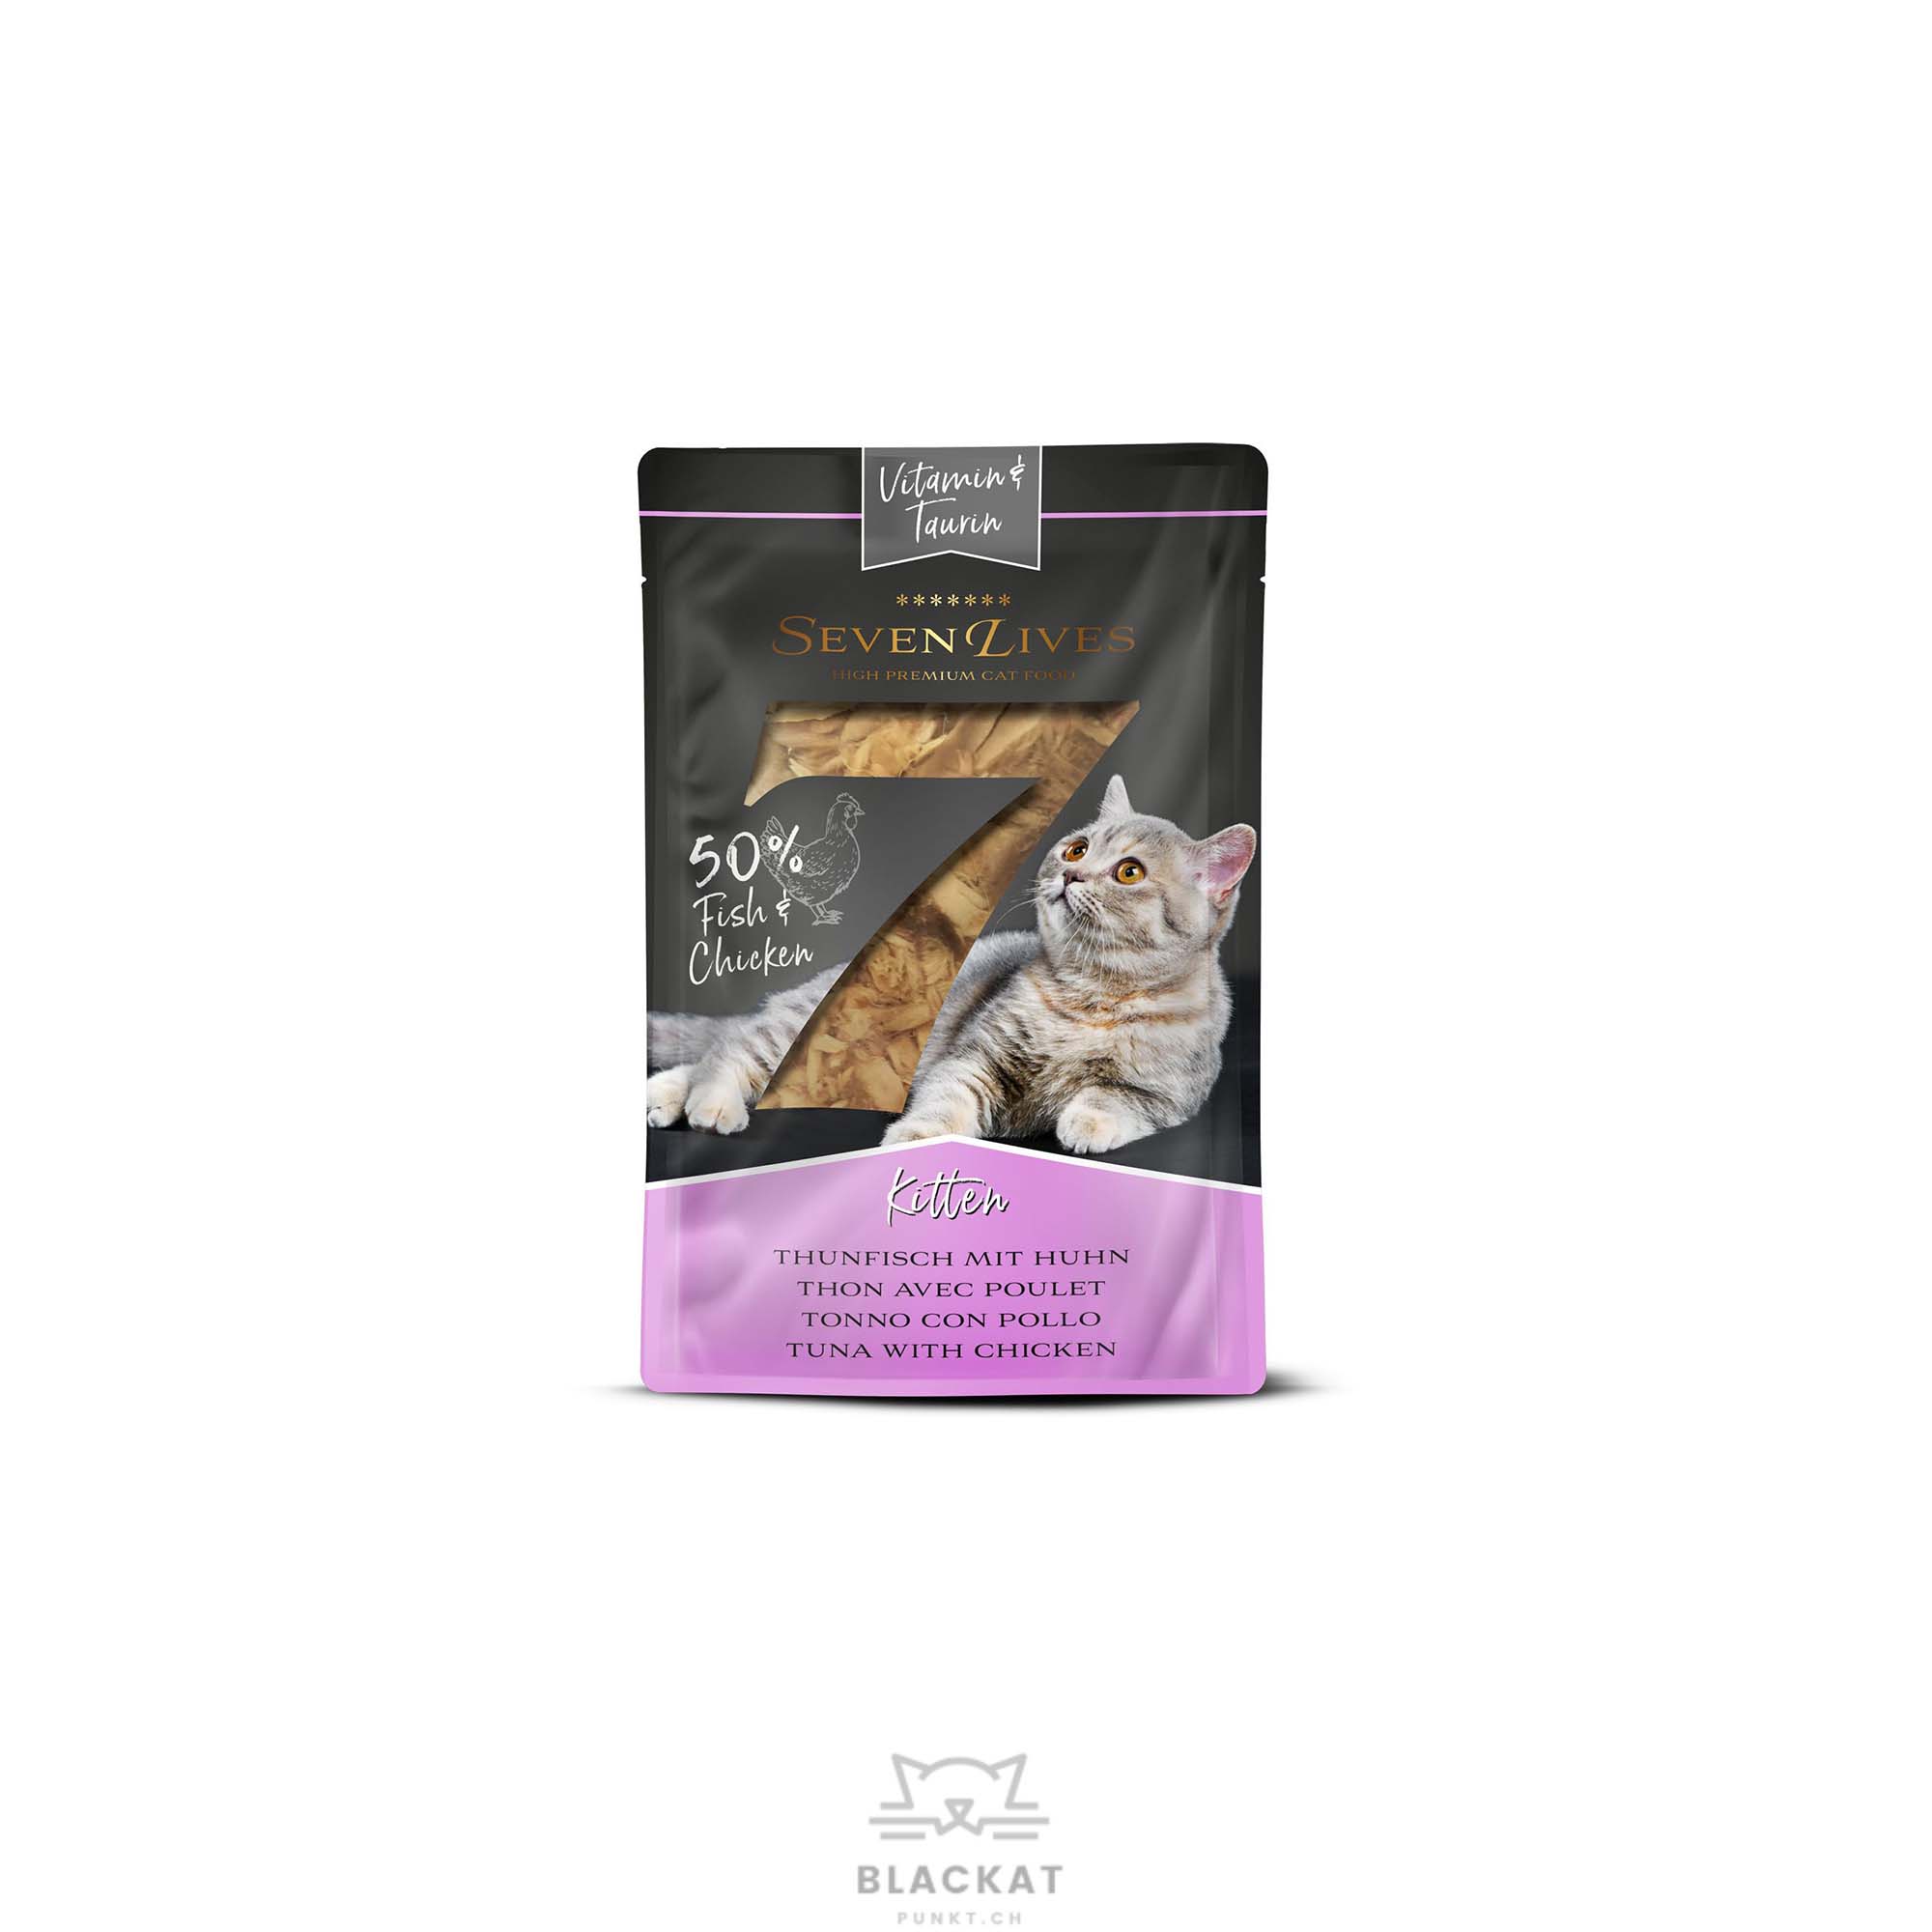 Vitamin &
Taurin
*******
SEVEN LIVES
HIGH PREMIUM CAT FOOD
7
50%
Fish &
Chicken
Kitten
THUNFISCH MIT HUHN
THON AVEC POULET
TONNO CON POLLO
TUNA WITH CHICKEN
BLACKAT
PUNKT.CH